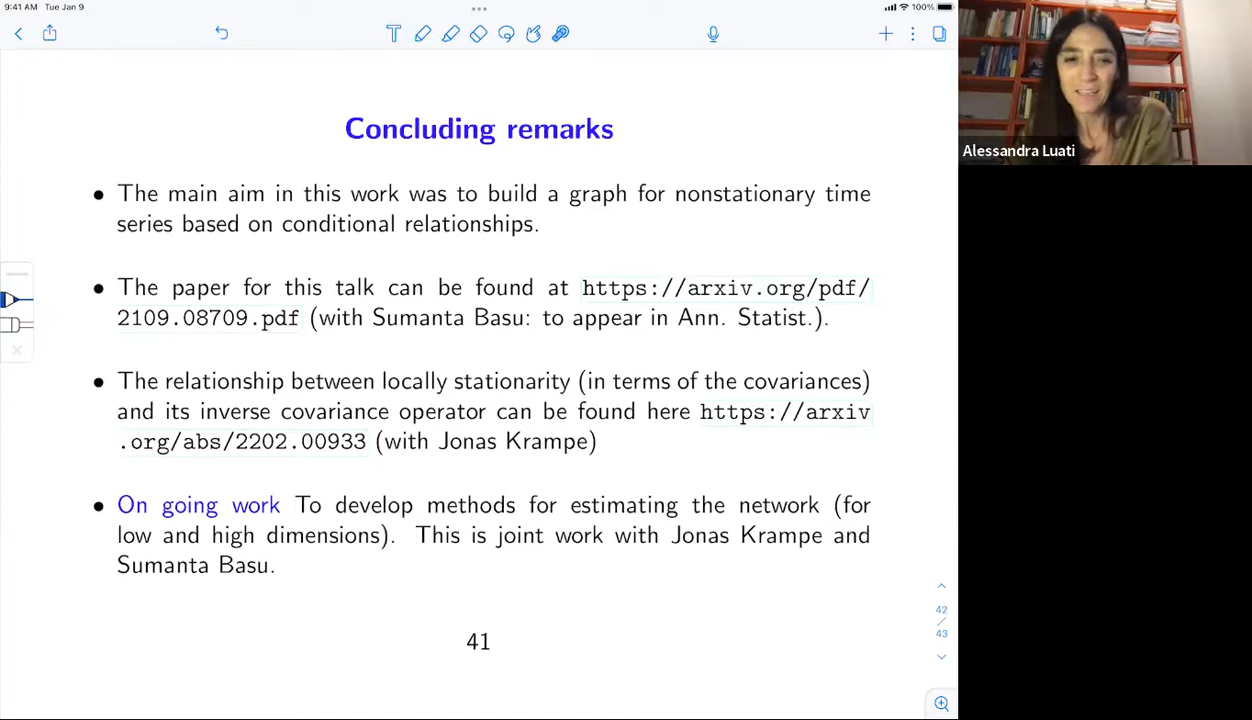 9:41 AM Tue Jan 9
100%
Concluding remarks
• The main aim in this work was to build a graph for nonstationary time
series based on conditional relationships.
• The paper for this talk can be found at https://arxiv.org/pdf/
2109.08709.pdf (with Sumanta Basu: to appear in Ann. Statist.).
• The relationship between locally stationarity (in terms of the covariances)
and its inverse covariance operator can be found here https://arxiv
.org/abs/2202.00933 (with Jonas Krampe)
• On going work To develop methods for estimating the network (for
low and high dimensions). This is joint work with Jonas Krampe and
Sumanta Basu.
41
42
/
43
Alessandra Luati